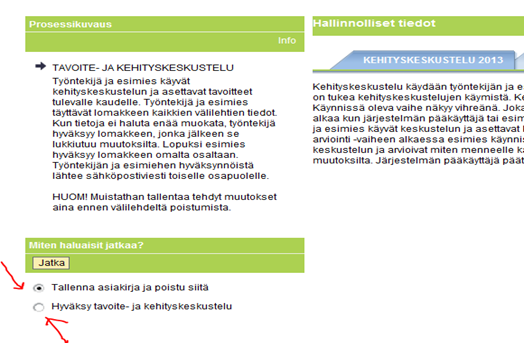 Prosessikuvaus
Info
TAVOITE- JA KEHITYSKESKUSTELU
Työntekijä ja esimies käyvät
kehityskeskustelun ja asettavat tavoitteet
tulevalle kaudelle. Työntekijä ja esimies
täyttävät lomakkeen kaikkien välilehtien tiedot.
Kun tietoja ei haluta enää muokata, työntekijä
hyväksyy lomakkeen, jonka jälkeen se
lukkiutuu muutoksilta. Lopuksi esimies
hyväksyy lomakkeen omalta osaltaan.
Työntekijän ja esimiehen hyväksynnöistä
lähtee sähköpostiviesti toiselle osapuolelle.
HUOM! Muistathan tallentaa tehdyt muutokset
aina ennen välilehdeltä poistumista.
Miten haluaisit jatkaa?
Jatka
Tallenna asiakirja ja poistu siitä
Hyväksy tavoite- ja kehityskeskustelu
Hallinnolliset tiedot
KEHITYSKESKUSTELU 2013
Kehityskeskustelu käydään työntekijän ja e
on tukea kehityskeskustelujen käymistä. Ke
Käynnissä oleva vaihe näkyy vihreänä. Joka
alkaa kun järjestelmän pääkäyttäjä tai esim
ja esimies käyvät keskustelun ja asettavat
arviointi -vaiheen alkaessa esimies käynnis
keskustelun ja arvioivat miten menneelle ka
muutoksilta. Järjestelmän pääkäyttäjä päät